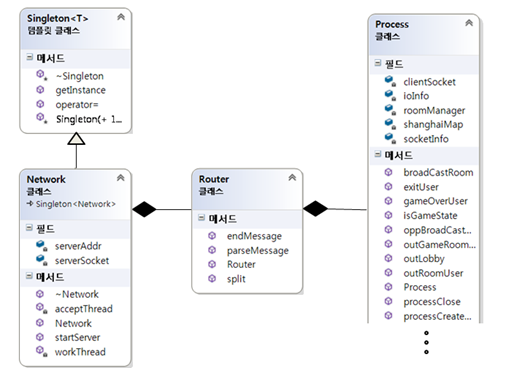 Singleton<T>
템플릿 클래스
메서드
~Singleton
getInstance
operator=
Singleton(+ 1...
Network
클래스
Singleton<Network>
필드
serverAddr
serverSocket
메서드
~Network
acceptThread
Network
startServer
workThread
Router
클래스
메서드
endMessage
parseMessage
Router
split
Process
클래스
필드
clientSocket
ioInfo
roomManager
shanghaiMap
socketInfo
메서드
broadCastRoom
exitUser
gameOverUser
isGameState
oppBroadCast...
outGameRoom...
outLobby
outRoomUser
Process
processClose
processCreate...